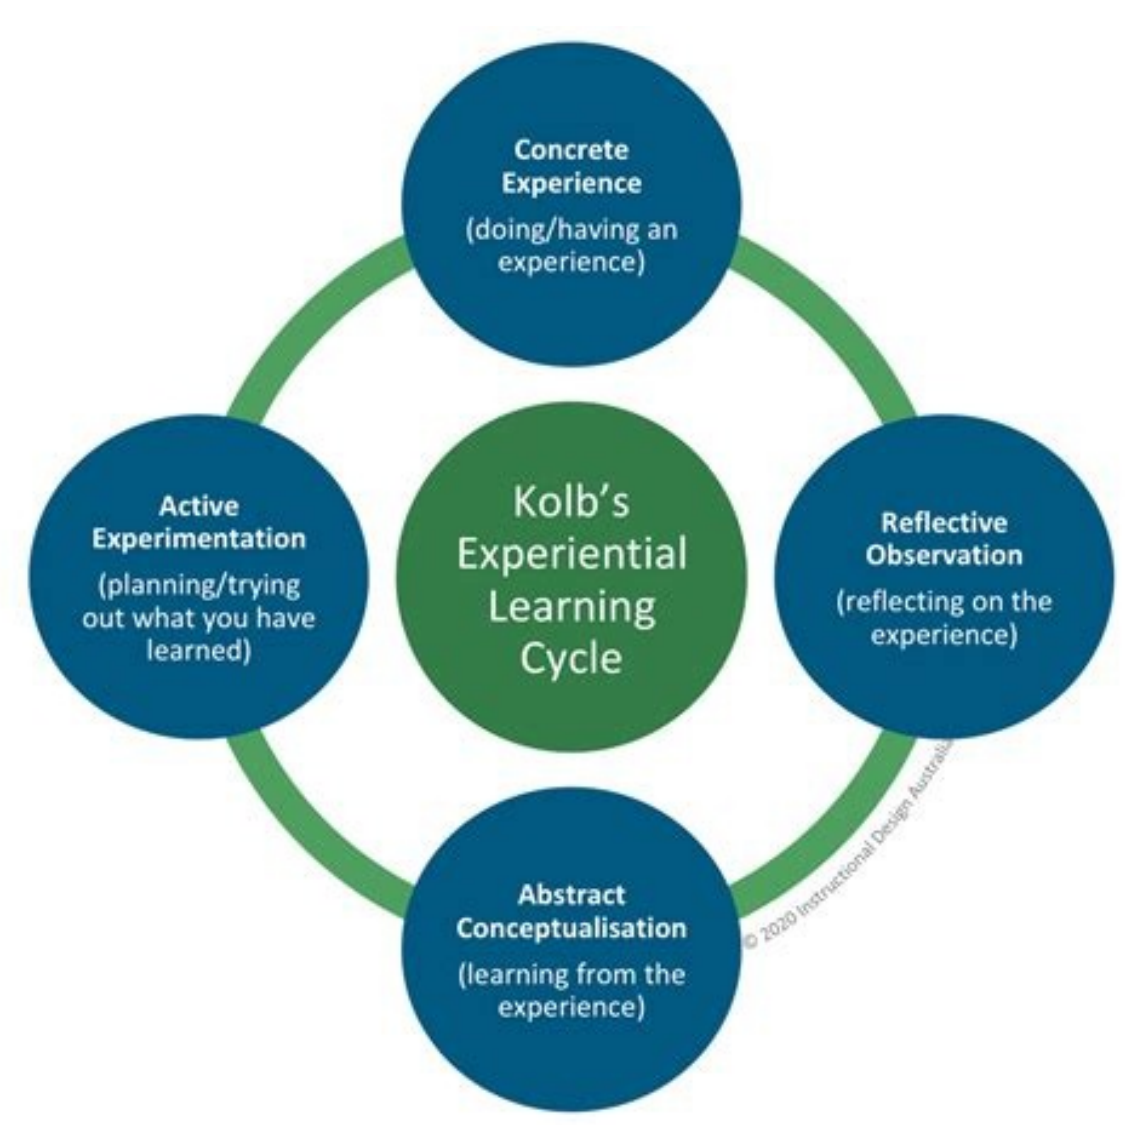 Concrete
Experience
(doing/having an
experience)
Active
Experimentation
(planning/trying
out what you have
learned)
Kolb’s
Experiential
Learning
Cycle
Reflective
Observation
(reflecting on the
experience)
Abstract
Conceptualisation
(learning from the
experience)
© 2020 Instructional Design Australia